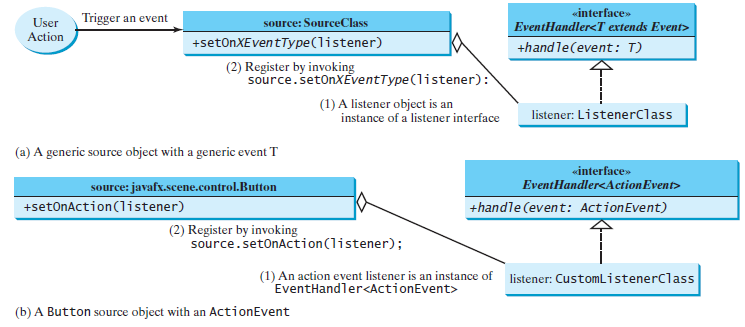 User
Action
Trigger an event
source: SourceClass
+setOnXEventType(listener)
(2) Register by invoking
source.setOnXEventType(listener):
(1) A listener object is an
instance of a listener interface
«interface»
EventHandler<T extends Event>
+handle(event: T)
listener: ListenerClass
(a) A generic source object with a generic event T
source: javafx.scene.control.Button
+setOnAction(listener)
(2) Register by invoking
source.setOnAction(listener);
(1) An action event listener is an instance of
EventHandler<ActionEvent>
«interface»
EventHandler<ActionEvent>
+handle(event: ActionEvent)
listener: CustomListenerClass
(b) A Button source object with an ActionEvent